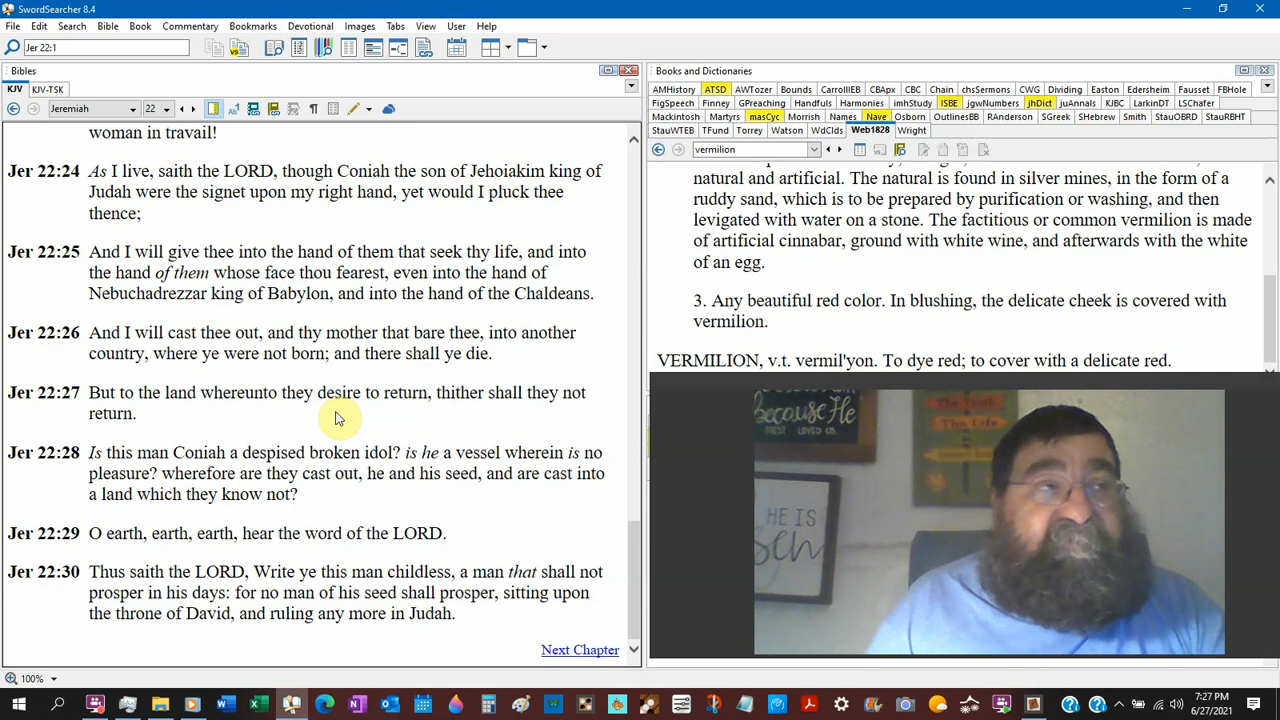 SwordSearcher 8.4
File Edit Search Bible Book Commentary Bookmarks Devotional Images Tabs View User Help
Jer 22:1
Bibles
KJV KJV-TSK
Jeremiah 22
woman in travail!
Jer 22:24 As I live, saith the LORD, though Coniah the son of Jehoiakim king of
Judah were the signet upon my right hand, yet would I pluck thee
thence;
Jer 22:25 And I will give thee into the hand of them that seek thy life, and into
the hand of them whose face thou fearest, even into the hand of
Nebuchadrezzar king of Babylon, and into the hand of the Chaldeans.
Jer 22:26 And I will cast thee out, and thy mother that bare thee, into another
country, where ye were not born; and there shall ye die.
Jer 22:27 But to the land whereunto they desire to return, thither shall they not
return.
Jer 22:28 Is this man Coniah a despised broken idol? is he a vessel wherein is no
pleasure? wherefore are they cast out, he and his seed, and are cast into
a land which they know not?
Jer 22:29 O earth, earth, earth, hear the word of the LORD.
Jer 22:30 Thus saith the LORD, Write ye this man childless, a man that shall not
prosper in his days: for no man of his seed shall prosper, sitting upon
the throne of David, and ruling any more in Judah.
Next Chapter
100%
Books and Dictionaries
AMHistory ATSD AWTozer Bounds CarrollIEB CBApx CBC Chain chsSermons CWG Dividing Easton Edersheim Fausset FBHole
FigSpeech Finney GPreaching Handfuls Harmonies imhStudy ISBE jgwNumbers jhDict juAnnals KJBC LarkinDT LSChafer
Mackintosh Martyrs masCyc Morrish Names Nave Osborn OutlinesBB RAnderson SGreek SHebrew Smith StauOBRD StauRBHT
StauWTEB TFund Torrey Watson WdClds Web1828 Wright
vermilion
natural and artificial. The natural is found in silver mines, in the form of a
ruddy sand, which is to be prepared by purification or washing, and then
levigated with water on a stone. The factitious or common vermilion is made
of artificial cinnabar, ground with white wine, and afterwards with the white
of an egg.
3. Any beautiful red color. In blushing, the delicate cheek is covered with
vermilion.
VERMILION, v.t. vermil'yon. To dye red; to cover with a delicate red.
because He
FIRST LOVED US.
The Truth
The Life
HE IS
7:27 PM
6/27/2021